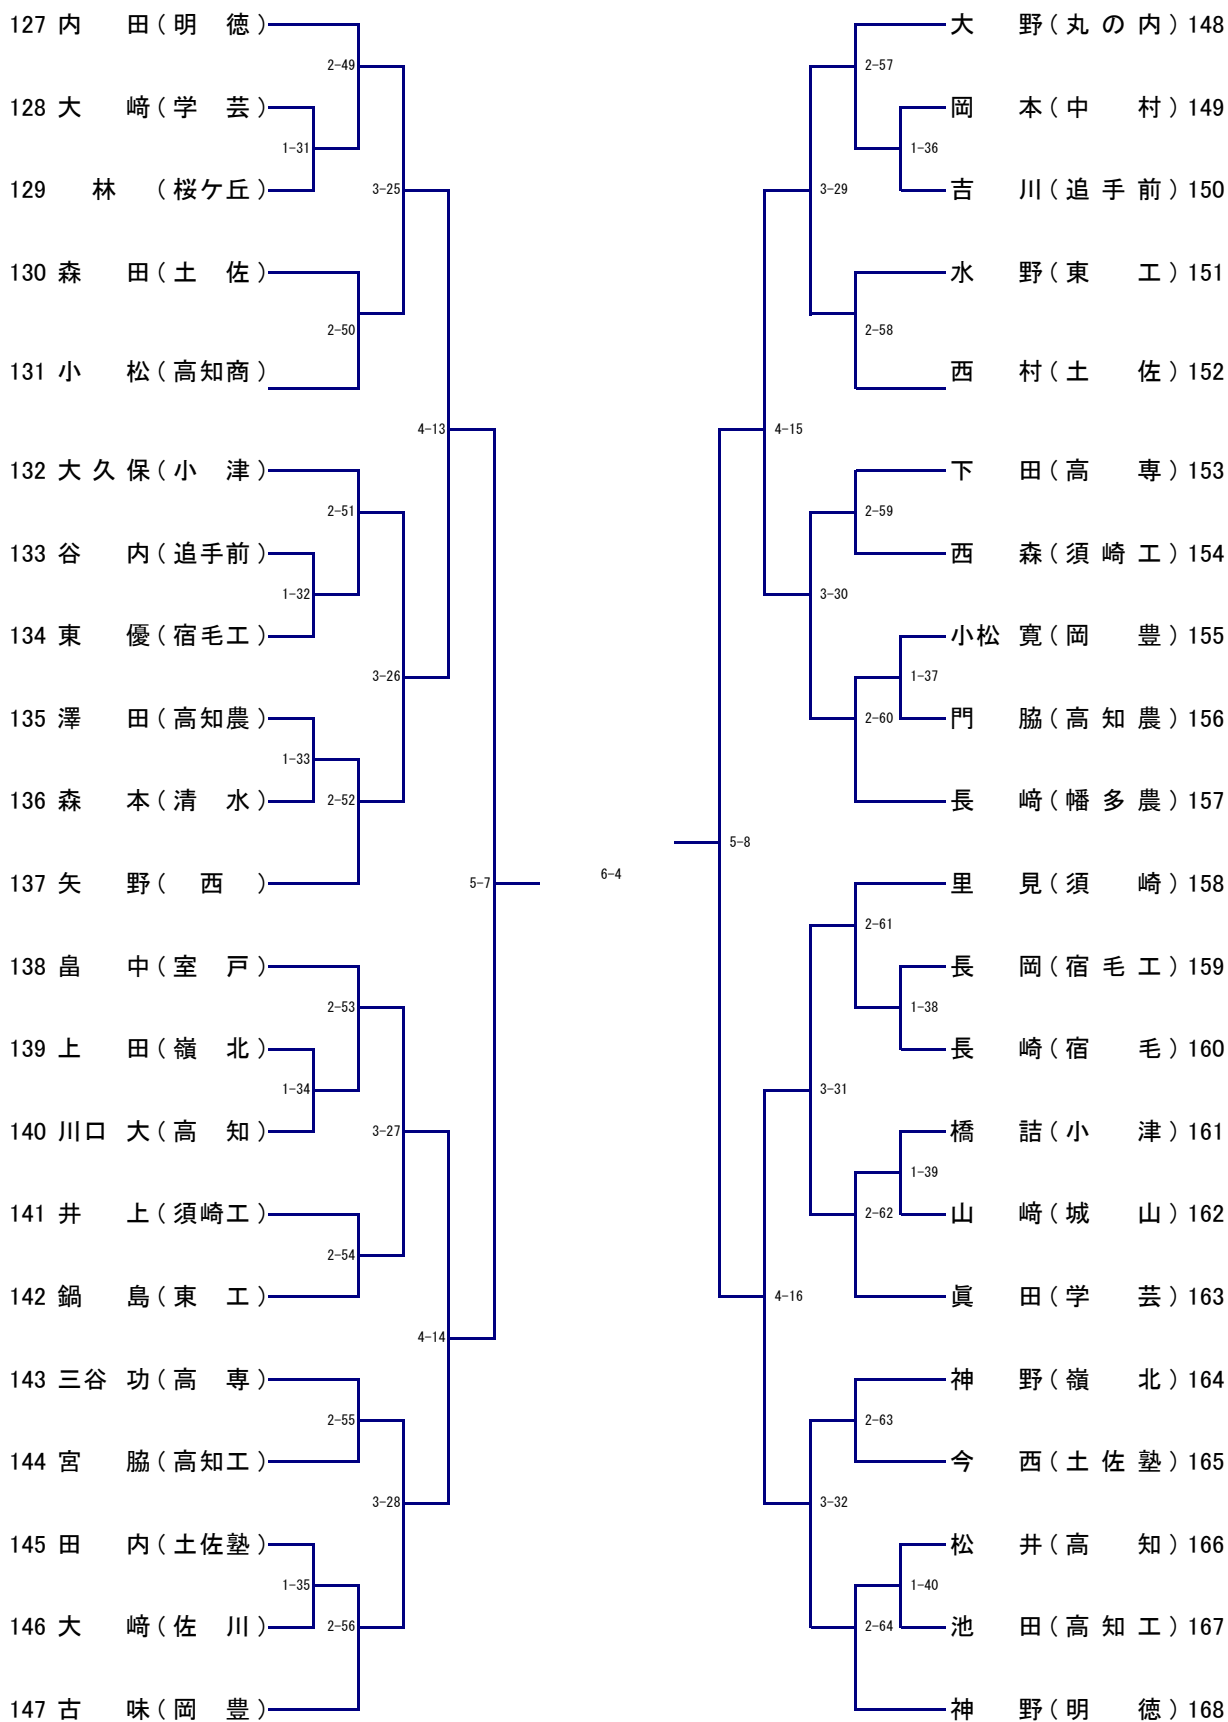 127 内 田 ( 明 徳 )
2-49
128 大 﨑 ( 学 芸 )
1-31
129 林 ( 桜ケ丘 )
3-25
130 森 田 ( 土 佐 )
2-50
131 小 松 ( 高知商 )
4-13
132 大 久 保 ( 小 津 )
2-51
133 谷 内 ( 追手前 )
1-32
134 東 優 ( 宿毛工 )
3-26
135 澤 田 ( 高知農 )
1-33
136 森 本 ( 清 水 )
2-52
137 矢 野 ( 西 )
5-7
138 畠 中 ( 室 戸 )
2-53
139 上 田 ( 嶺 北 )
1-34
140 川口 大 ( 高 知 )
3-27
141 井 上 ( 須崎工 )
2-54
142 鍋 島 ( 東 工 )
4-14
143 三谷 功 ( 高 専 )
2-55
144 宮 脇 ( 高知工 )
3-28
145 田 内 ( 土佐塾 )
1-35
146 大 﨑 ( 佐 川 )
2-56
147 古 味 ( 岡 豊 )
6-4
大 野 ( 丸 の 内 ) 148
2-57
岡 本 ( 中 村 ) 149
1-36
吉 川 ( 追 手 前 ) 150
3-29
水 野 ( 東 工 ) 151
2-58
西 村 ( 土 佐 ) 152
4-15
下 田 ( 高 専 ) 153
2-59
西 森 ( 須 崎 工 ) 154
3-30
小松 寛 ( 岡 豊 ) 155
1-37
門 脇 ( 高 知 農 ) 156
2-60
長 﨑 ( 幡 多 農 ) 157
5-8
里 見 ( 須 崎 ) 158
2-61
長 岡 ( 宿 毛 工 ) 159
1-38
長 崎 ( 宿 毛 ) 160
3-31
橋 詰 ( 小 津 ) 161
1-39
山 﨑 ( 城 山 ) 162
2-62
眞 田 ( 学 芸 ) 163
4-16
神 野 ( 嶺 北 ) 164
2-63
今 西 ( 土 佐 塾 ) 165
3-32
松 井 ( 高 知 ) 166
1-40
池 田 ( 高 知 工 ) 167
2-64
神 野 ( 明 徳 ) 168